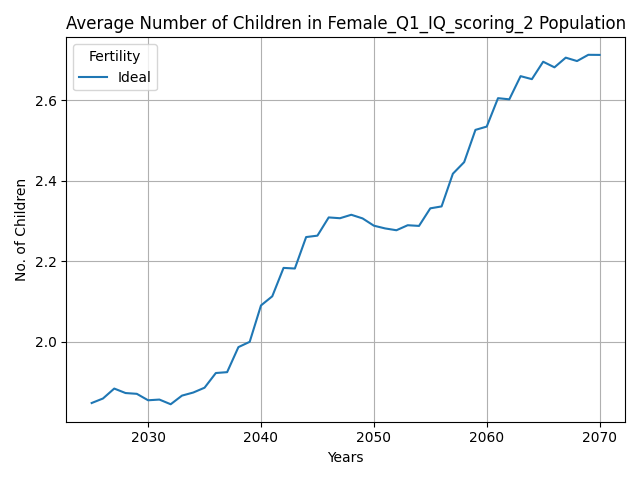 Average Number of Children in Female_Q1_IQ_scoring_2 Population
Fertility
Ideal
No. of Children
2.6
2.4
2.2
2.0
2030 2040 2050 2060 2070
Years